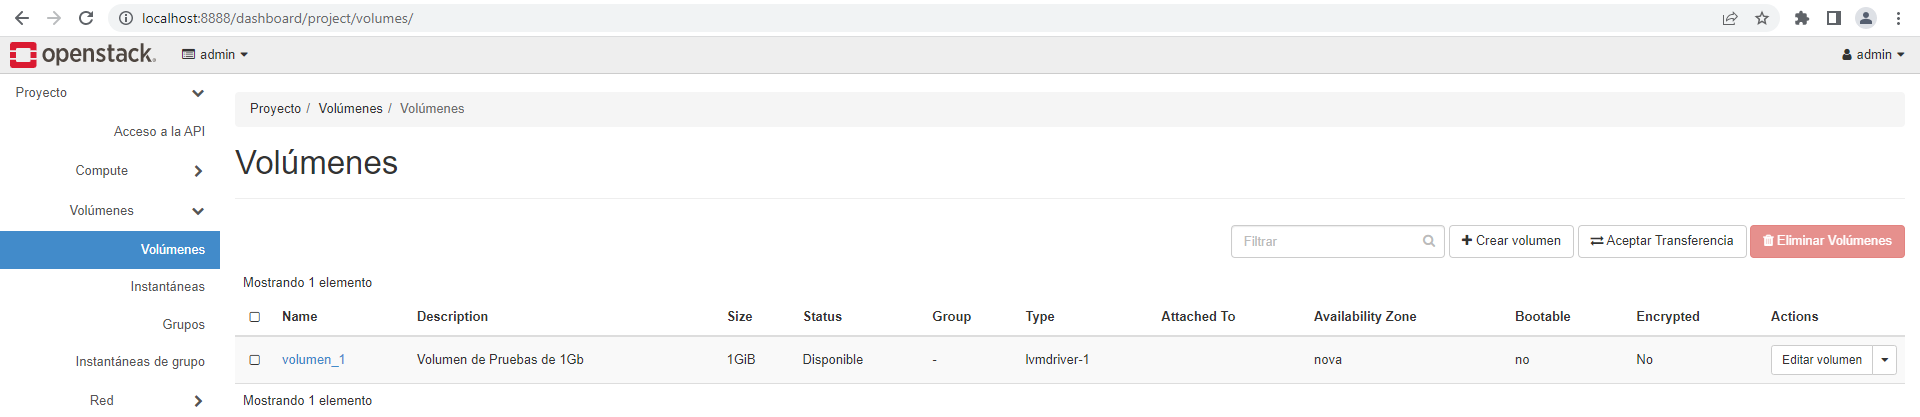 localhost:8888/dashboard/project/volumes/
openstack. admin admin
Proyecto
Acceso a la API
Compute
Volúmenes
Volúmenes
Instantáneas
Grupos
Instantáneas de grupo
Red
Proyecto / Volúmenes / Volúmenes
Volúmenes
Filtrar Crear volumen Aceptar Transferencia Eliminar Volúmenes
Mostrando 1 elemento
Name Description Size Status Group Type Attached To Availability Zone Bootable Encrypted Actions
volumen_1 Volumen de Pruebas de 1Gb 1GiB Disponible - lvmdriver-1 nova no No Editar volumen
Mostrando 1 elemento